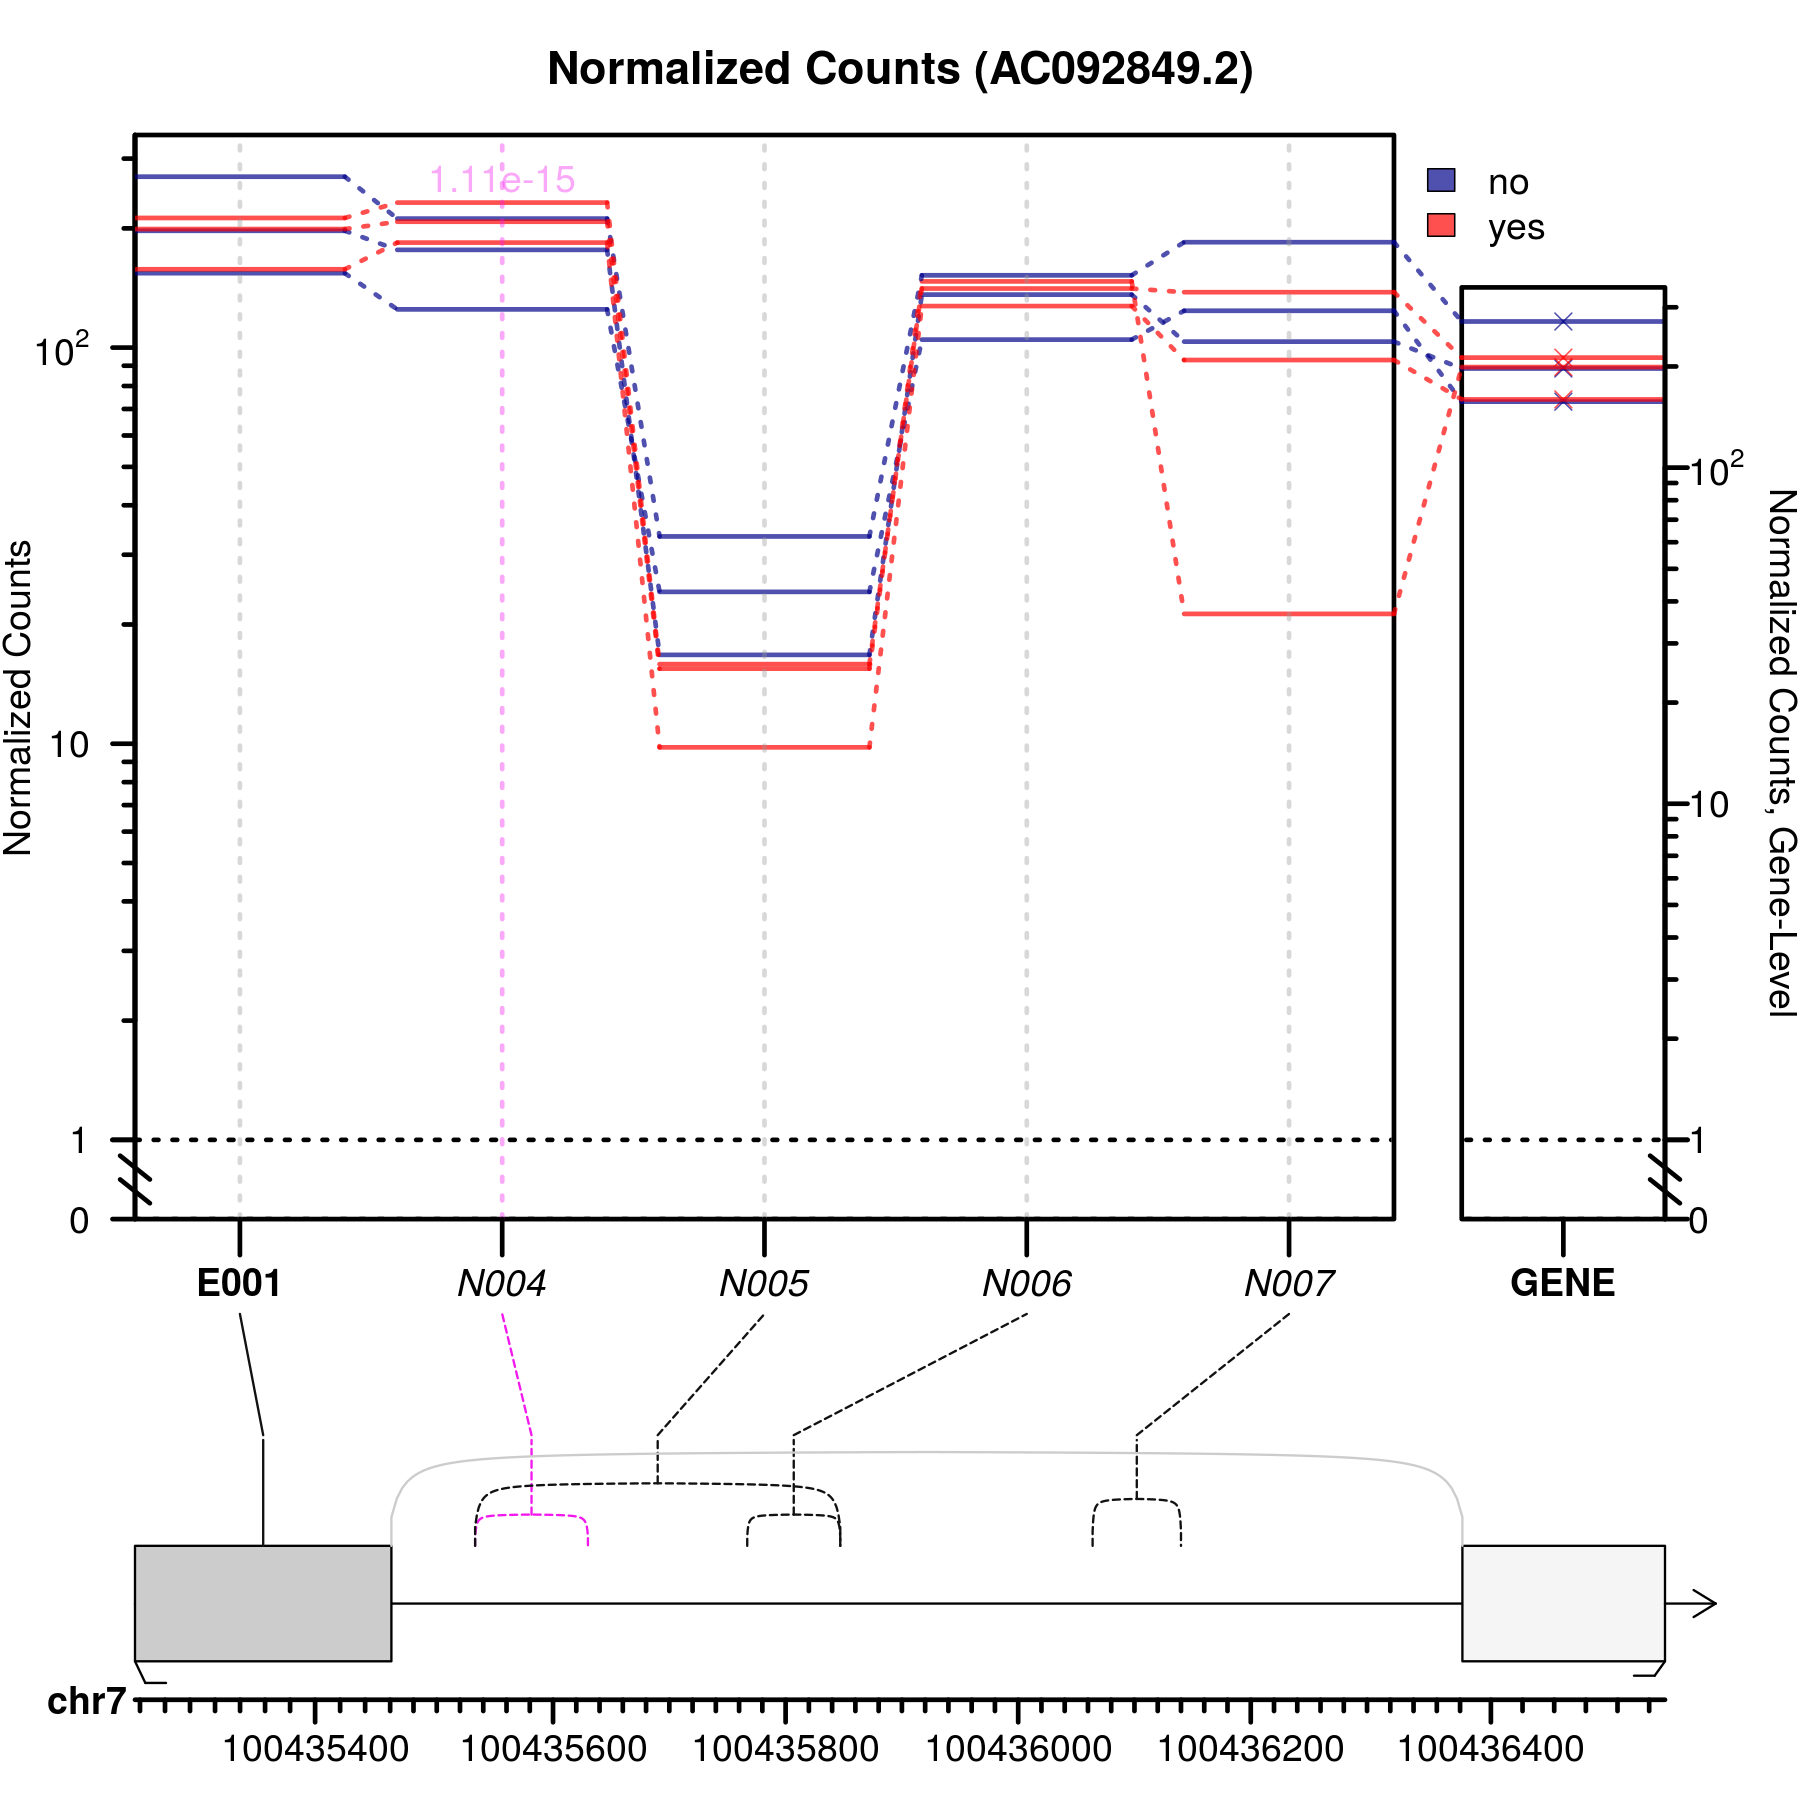 Normalized Counts (AC092849.2)
1.11e-15
no
yes
Normalized Counts
10²
10
1
0
10²
10
1
0
Normalized Counts, Gene-Level
E001 N004 N005 N006 N007 GENE
chr7
100435400 100435600 100435800 100436000 100436200 100436400